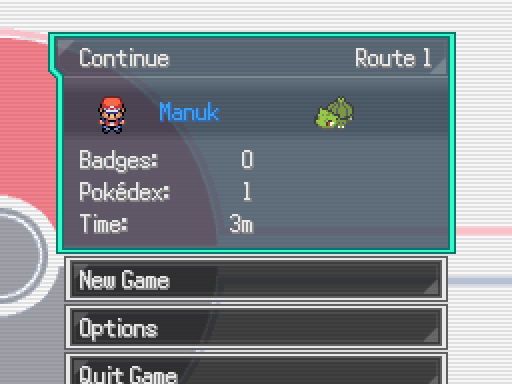 Continue Route 1
Manuk
Badges: 0
Pokédex: 1
Time: 3m
New Game
Options
Quit Game